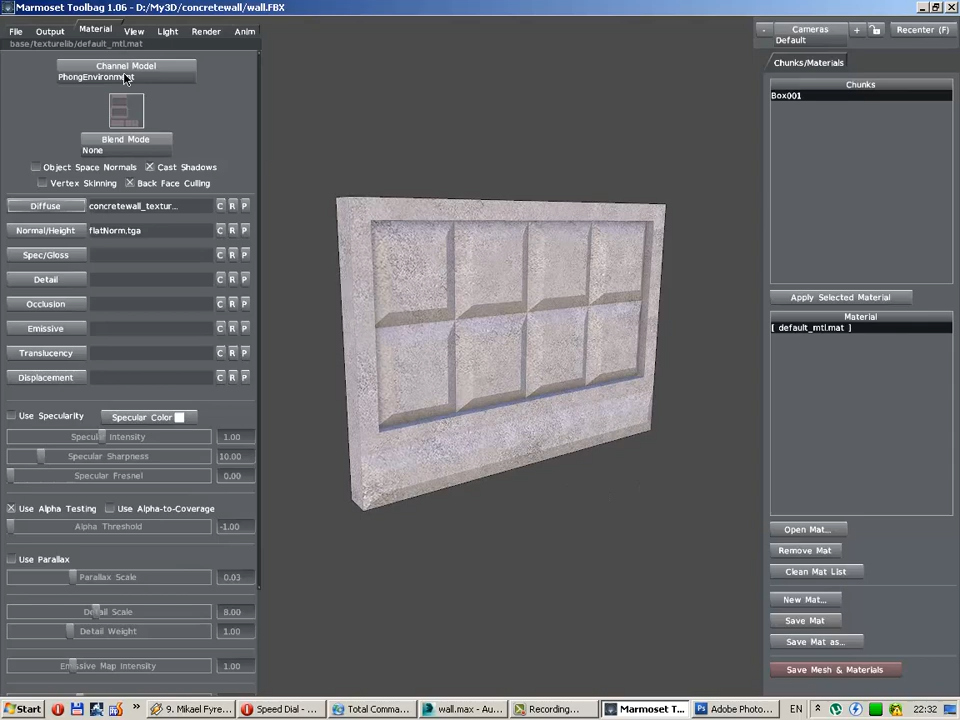 Marmoset Toolbag 1.06 - D:/My3D/concretewall/wall.FBX
File Output Material View Light Render Anim
base/texturelib/default_mtl.mat
Channel Model
PhongEnvironment
Blend Mode
None
Object Space Normals Cast Shadows
Vertex Skinning Back Face Culling
Diffuse concretewall_textur... C R P
Normal/Height flatNorm.tga C R P
Spec/Gloss C R P
Detail C R P
Occlusion C R P
Emissive C R P
Translucency C R P
Displacement C R P
Use Specularity Specular Color
Specular Intensity 1.00
Specular Sharpness 10.00
Specular Fresnel 0.00
Use Alpha Testing Use Alpha-to-Coverage
Alpha Threshold -1.00
Use Parallax
Parallax Scale 0.03
Detail Scale 8.00
Detail Weight 1.00
Emissive Map Intensity 1.00
- Cameras + Recenter (F)
Default
Chunks/Materials
Chunks
Box001
Apply Selected Material
Material
[ default_mtl.mat ]
Open Mat...
Remove Mat
Clean Mat List
New Mat...
Save Mat
Save Mat as...
Save Mesh & Materials
Start 9. Mikael Fyre... Speed Dial - ... Total Comma... wall.max - Au... Recording... Marmoset T... Adobe Photo... EN 22:32